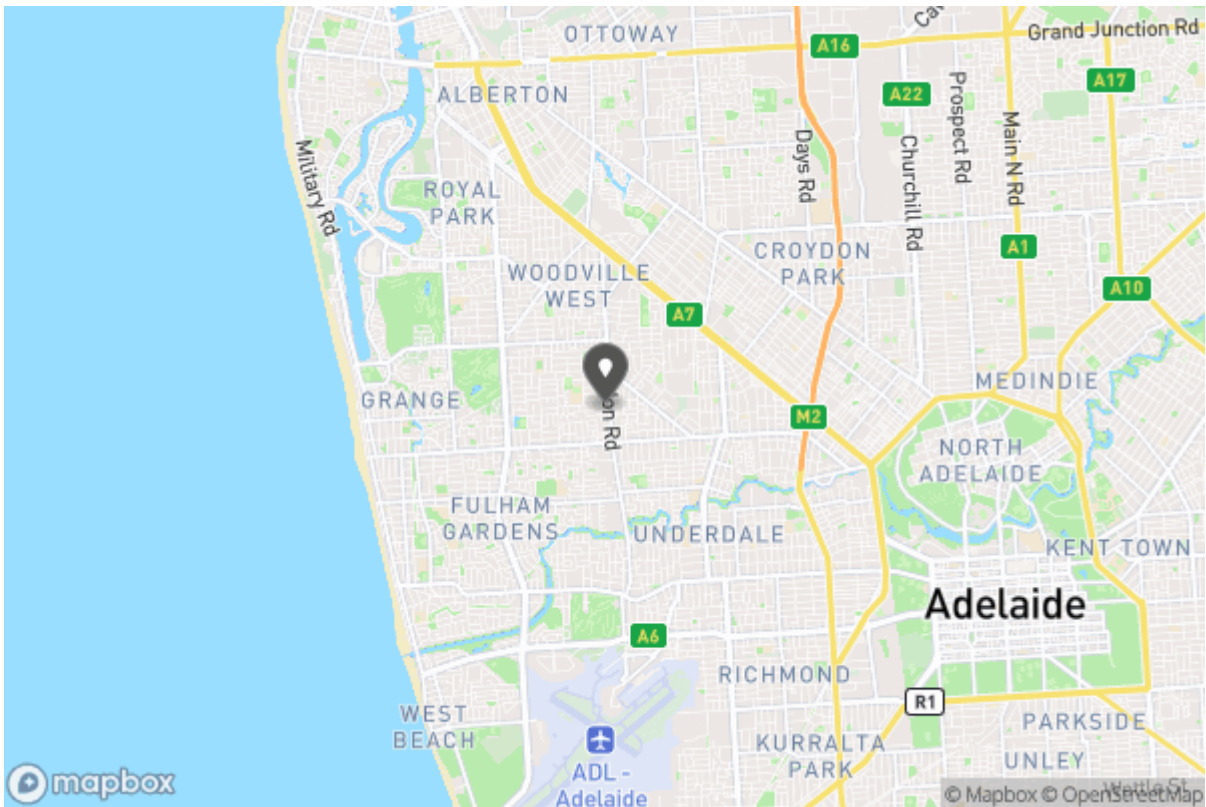 OTTOWAY
Grand Junction Rd
A16
A17
A22
ALBERTON
Prospect Rd
Main N Rd
Days Rd
Churchill Rd
Military Rd
ROYAL
PARK
A1
CROYDON
PARK
WOODVILLE
WEST
A10
A7
MEDINDIE
GRANGE
on Rd
M2
NORTH
ADELAIDE
FULHAM
GARDENS
UNDERDALE
KENT TOWN
Adelaide
A6
RICHMOND
R1
WEST
BEACH
PARKSIDE
KURRALTA
PARK
UNLEY
ADL -
Adelaide
mapbox
© Mapbox © OpenStreetMap